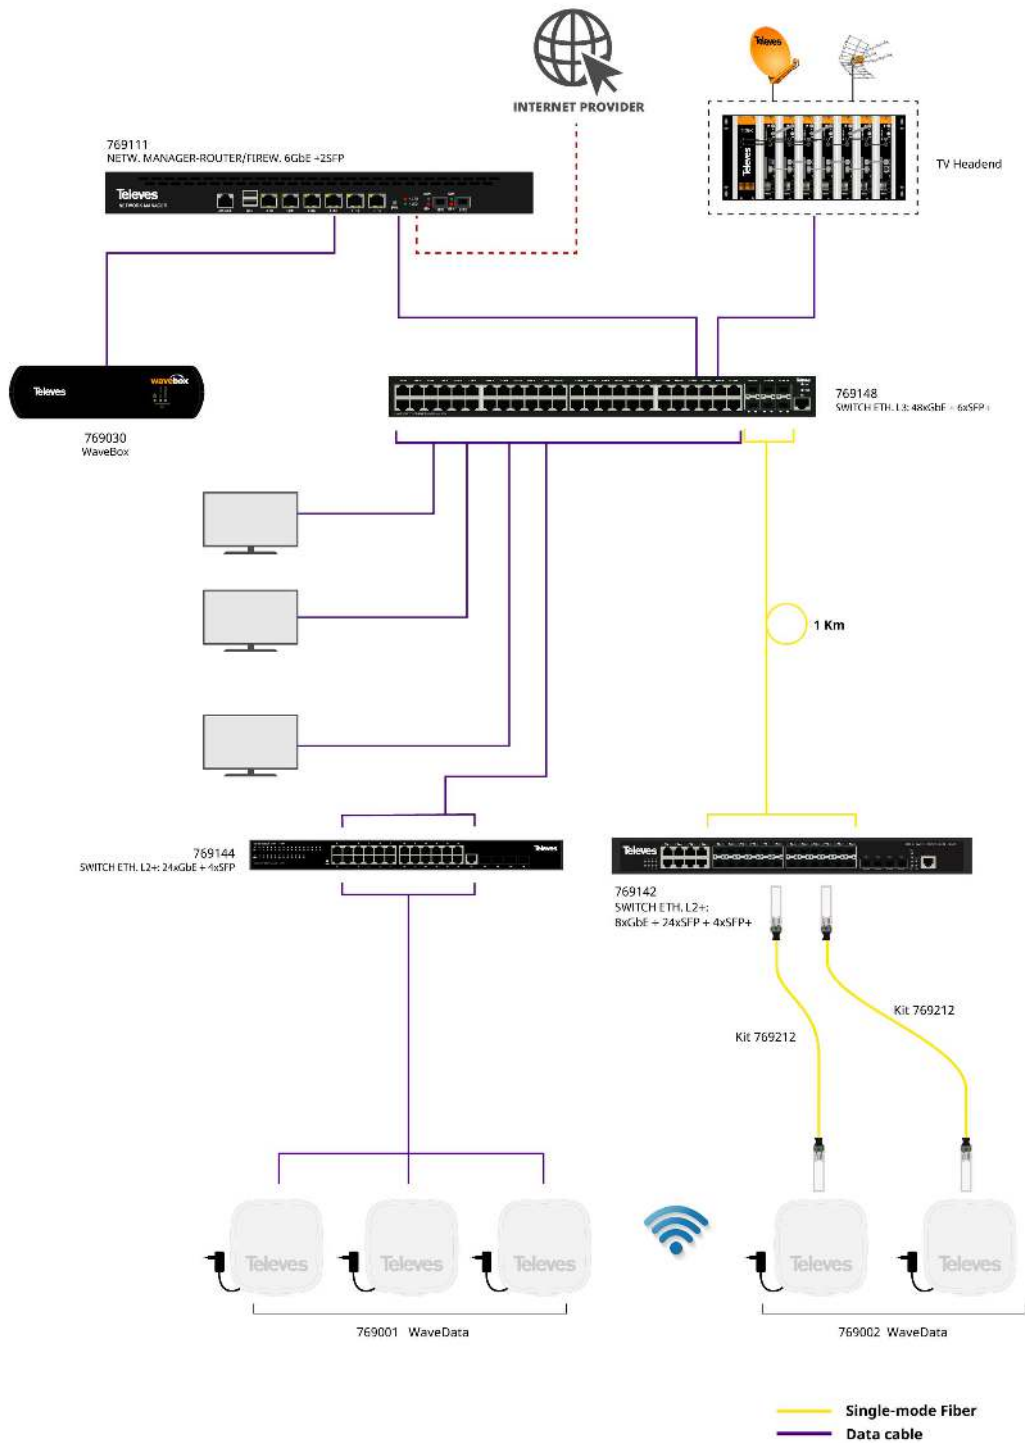 Televes
INTERNET PROVIDER
769111
NETW. MANAGER-ROUTER/FIREW. 6GbE +2SFP
TV Headend
Televes
NETWORK MANAGER
Televes
wavebox
769148
SWITCH ETH. L3: 48xGbE + 6xSFP+
769030
WaveBox
1 Km
769144
SWITCH ETH. L2+: 24xGbE + 4xSFP
Televes
Televes
769142
SWITCH ETH. L2+:
8xGbE + 24xSFP + 4xSFP+
Kit 769212
Kit 769212
Televes
Televes
Televes
Televes
Televes
769001 WaveData
769002 WaveData
Single-mode Fiber
Data cable